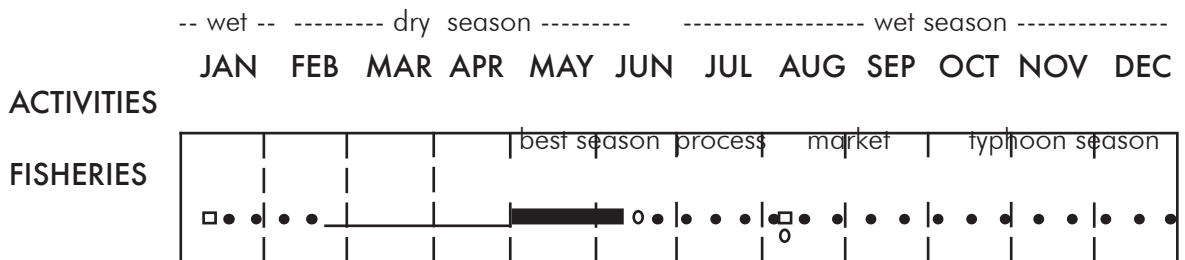 -- wet -- --------- dry season --------- ------------------ wet season ---------------
JAN FEB MAR APR MAY JUN JUL AUG SEP OCT NOV DEC
ACTIVITIES
best season process market typhoon season
FISHERIES